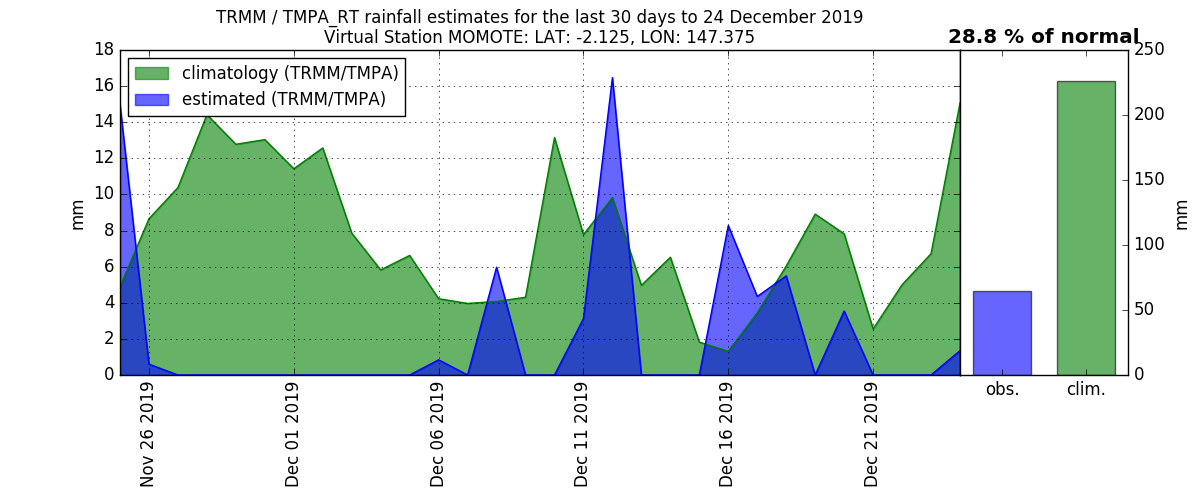 TRMM / TMPA_RT rainfall estimates for the last 30 days to 24 December 2019
Virtual Station MOMOTE: LAT: -2.125, LON: 147.375
28.8 % of normal
climatology (TRMM/TMPA)
estimated (TRMM/TMPA)
18
16
14
12
10
8
6
4
2
0
mm
Nov 26 2019
Dec 01 2019
Dec 06 2019
Dec 11 2019
Dec 16 2019
Dec 21 2019
obs.
clim.
250
200
150
100
50
0
mm